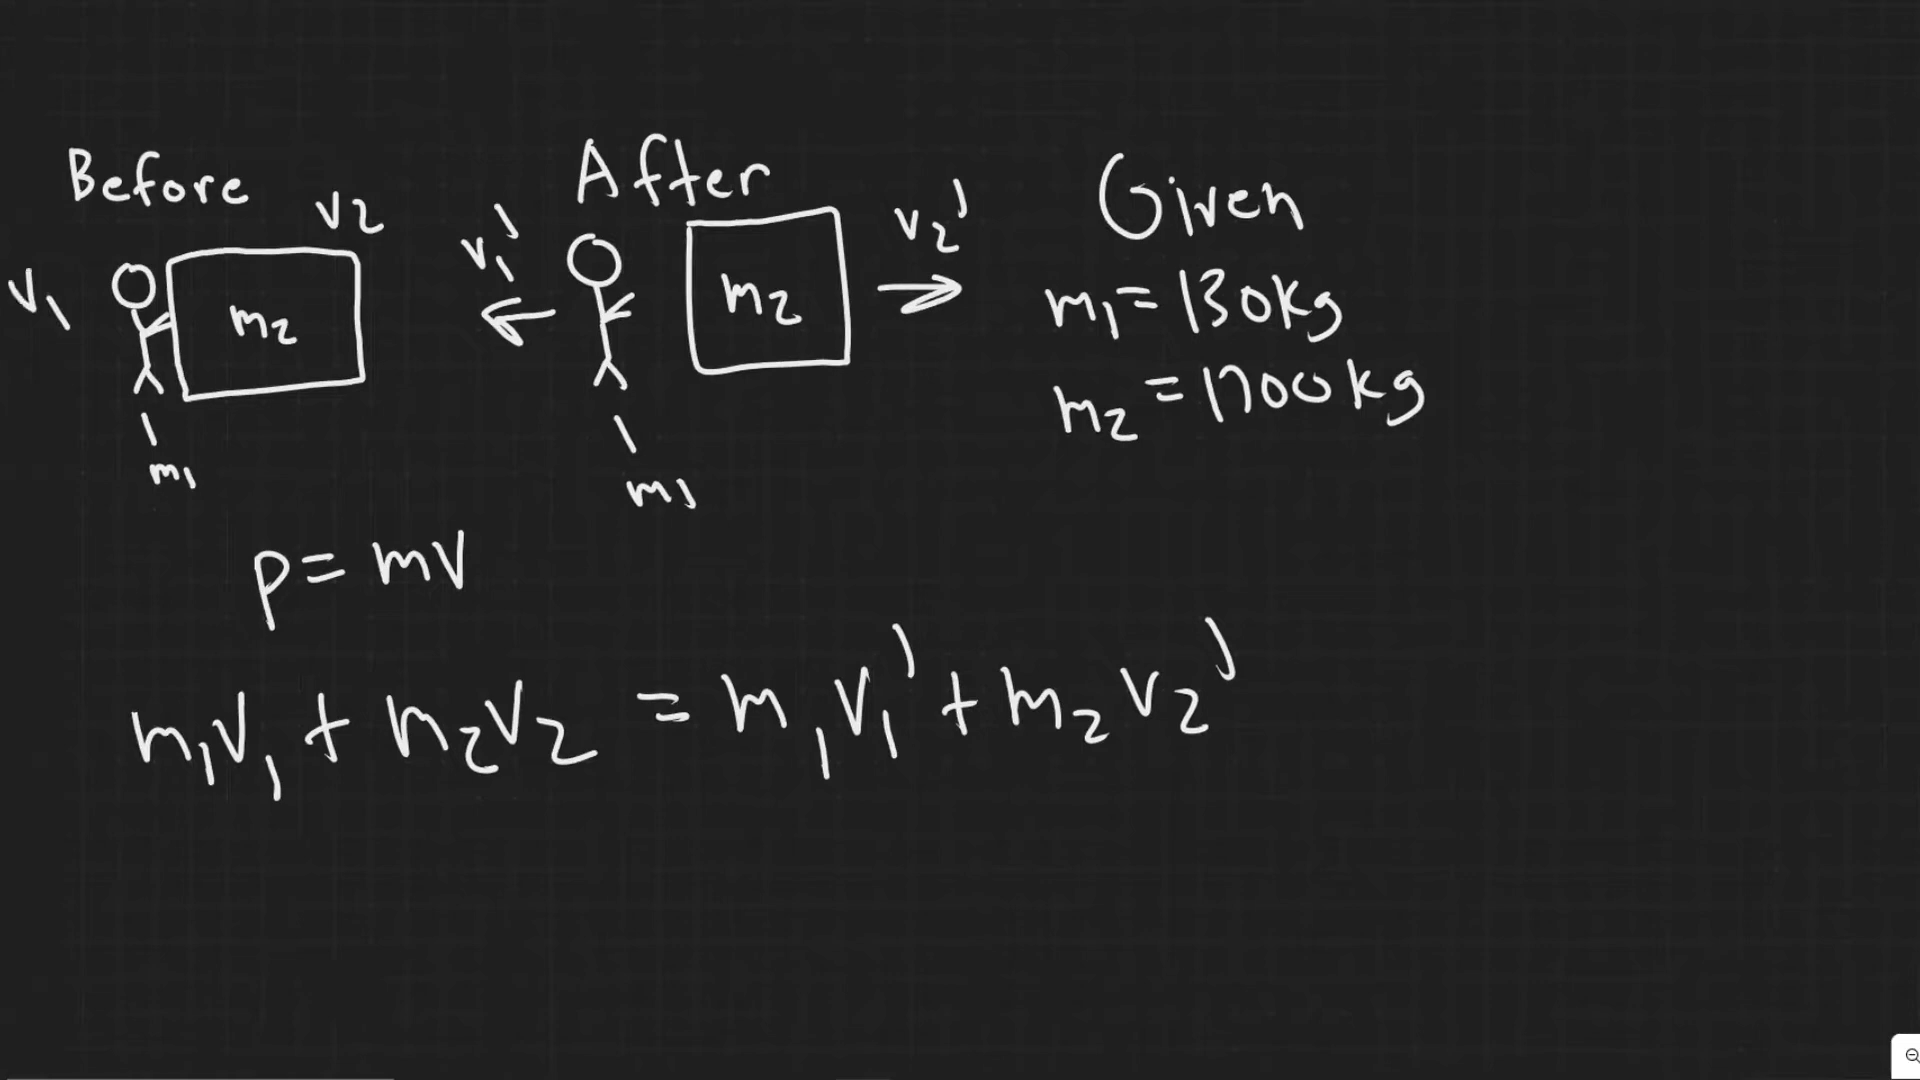 Before
After
Given
v2
v1'
v2'
v1
m2
m2
m1 = 130kg
m2 = 1700kg
m1
m1
p = mv
m1v1 + m2v2 = m1v1' + m2v2'